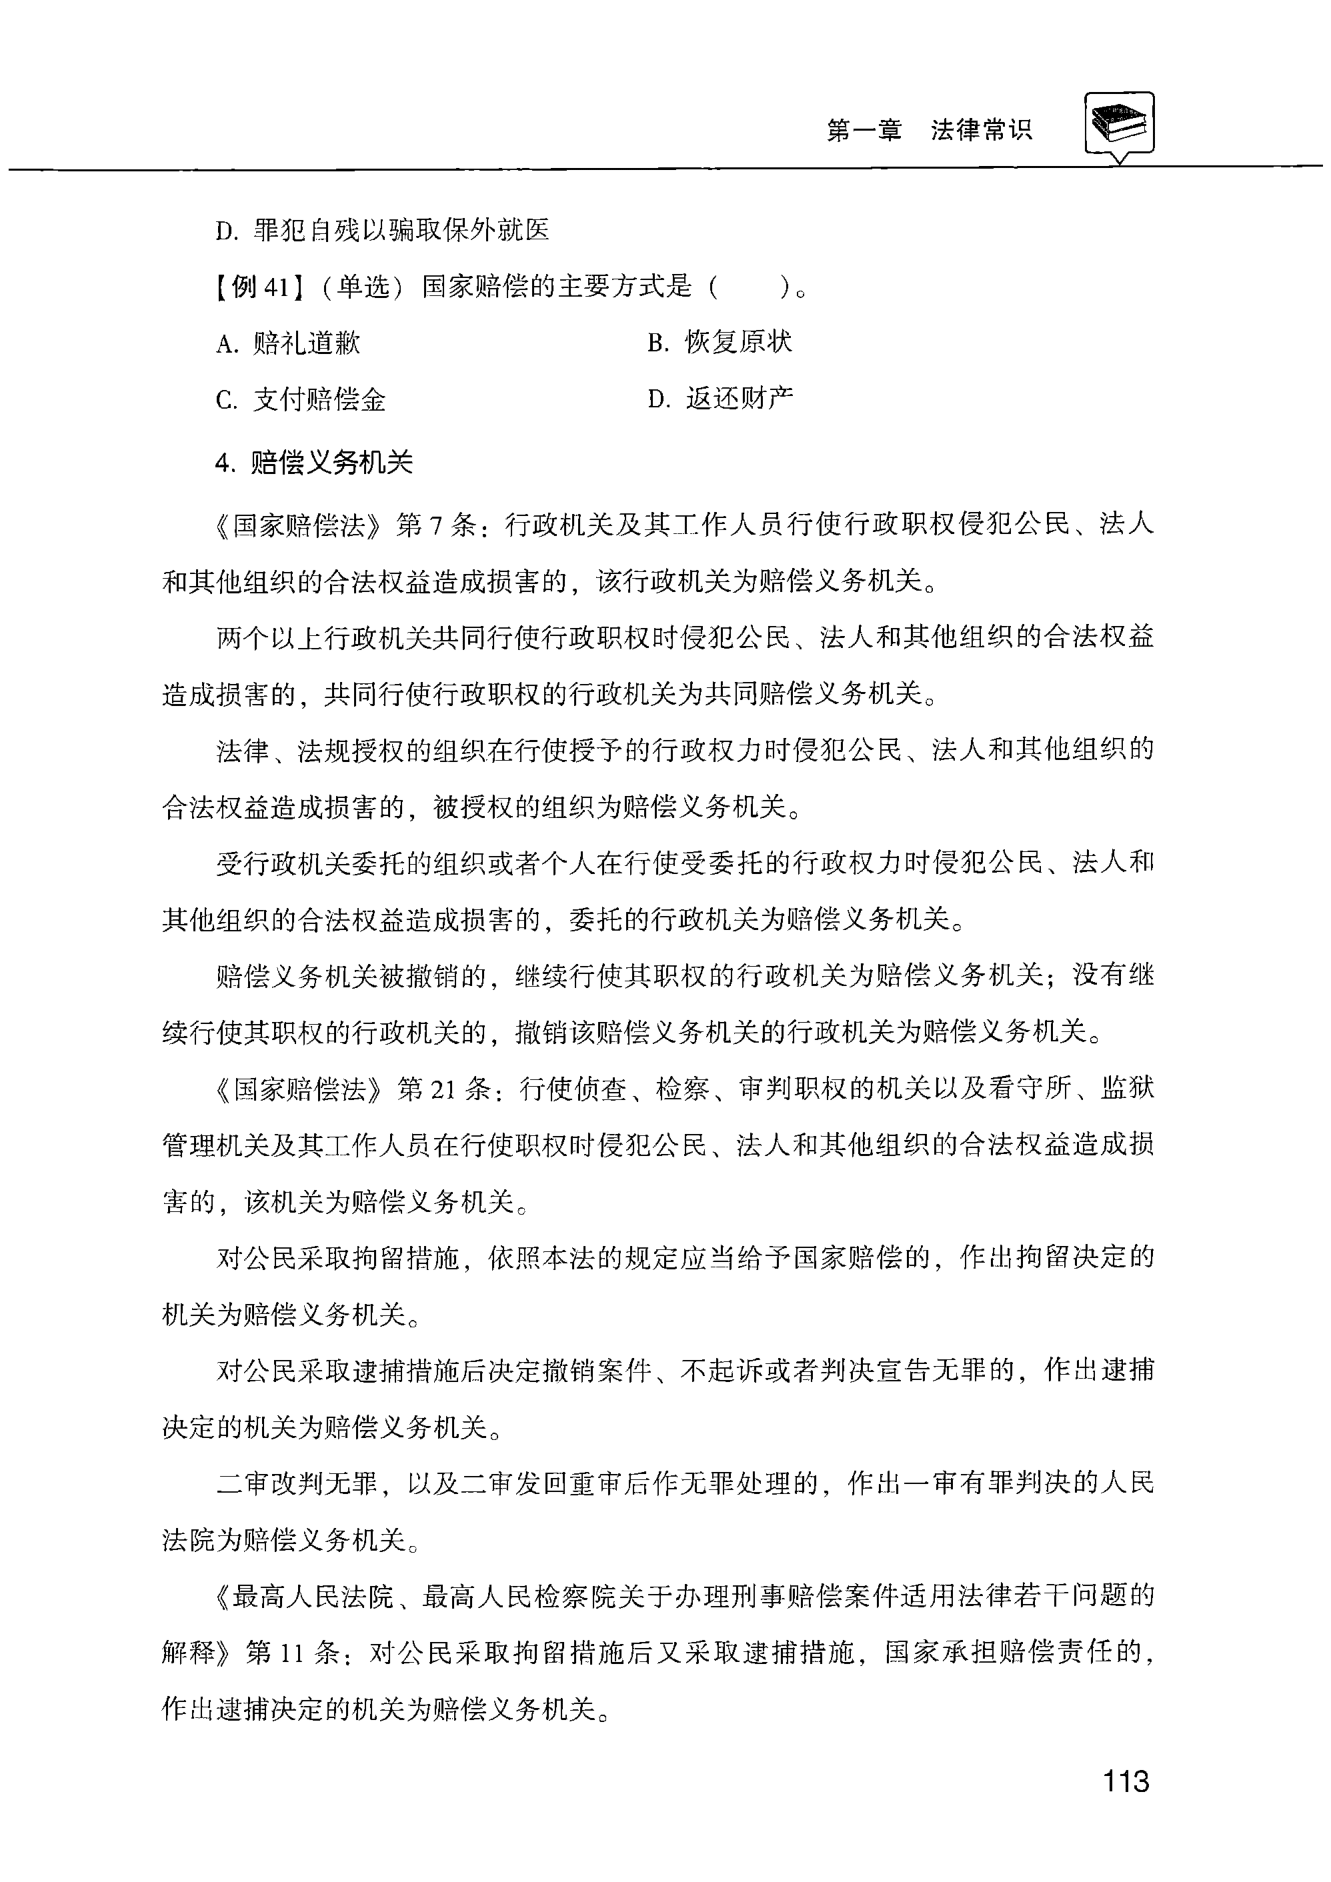 第一章 法律常识
D. 罪犯自残以骗取保外就医
【例 41】(单选) 国家赔偿的主要方式是 ( )。
A. 赔礼道歉 B. 恢复原状
C. 支付赔偿金 D. 返还财产
4. 赔偿义务机关
《国家赔偿法》第 7 条：行政机关及其工作人员行使行政职权侵犯公民、法人
和其他组织的合法权益造成损害的，该行政机关为赔偿义务机关。
两个以上行政机关共同行使行政职权时侵犯公民、法人和其他组织的合法权益
造成损害的，共同行使行政职权的行政机关为共同赔偿义务机关。
法律、法规授权的组织在行使授予的行政权力时侵犯公民、法人和其他组织的
合法权益造成损害的，被授权的组织为赔偿义务机关。
受行政机关委托的组织或者个人在行使受委托的行政权力时侵犯公民、法人和
其他组织的合法权益造成损害的，委托的行政机关为赔偿义务机关。
赔偿义务机关被撤销的，继续行使其职权的行政机关为赔偿义务机关；没有继
续行使其职权的行政机关的，撤销该赔偿义务机关的行政机关为赔偿义务机关。
《国家赔偿法》第 21 条：行使侦查、检察、审判职权的机关以及看守所、监狱
管理机关及其工作人员在行使职权时侵犯公民、法人和其他组织的合法权益造成损
害的，该机关为赔偿义务机关。
对公民采取拘留措施，依照本法的规定应当给予国家赔偿的，作出拘留决定的
机关为赔偿义务机关。
对公民采取逮捕措施后决定撤销案件、不起诉或者判决宣告无罪的，作出逮捕
决定的机关为赔偿义务机关。
二审改判无罪，以及二审发回重审后作无罪处理的，作出一审有罪判决的人民
法院为赔偿义务机关。
《最高人民法院、最高人民检察院关于办理刑事赔偿案件适用法律若干问题的
解释》第 11 条：对公民采取拘留措施后又采取逮捕措施，国家承担赔偿责任的，
作出逮捕决定的机关为赔偿义务机关。
113